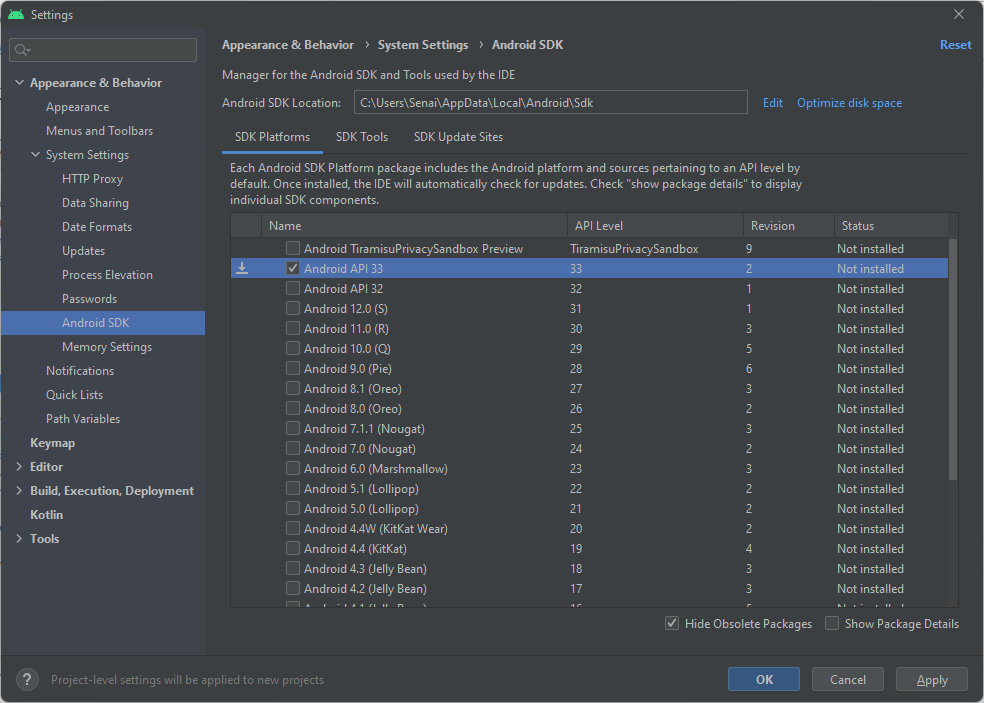 Settings
Appearance & Behavior
Appearance
Menus and Toolbars
System Settings
HTTP Proxy
Data Sharing
Date Formats
Updates
Process Elevation
Passwords
Android SDK
Memory Settings
Notifications
Quick Lists
Path Variables
Keymap
Editor
Build, Execution, Deployment
Kotlin
Tools
Appearance & Behavior › System Settings › Android SDK Reset
Manager for the Android SDK and Tools used by the IDE
Android SDK Location: C:\Users\Senai\AppData\Local\Android\Sdk Edit Optimize disk space
SDK Platforms SDK Tools SDK Update Sites
Each Android SDK Platform package includes the Android platform and sources pertaining to an API level by
default. Once installed, the IDE will automatically check for updates. Check "show package details" to display
individual SDK components.
Name API Level Revision Status
Android TiramisuPrivacySandbox Preview TiramisuPrivacySandbox 9 Not installed
Android API 33 33 2 Not installed
Android API 32 32 1 Not installed
Android 12.0 (S) 31 1 Not installed
Android 11.0 (R) 30 3 Not installed
Android 10.0 (Q) 29 5 Not installed
Android 9.0 (Pie) 28 6 Not installed
Android 8.1 (Oreo) 27 3 Not installed
Android 8.0 (Oreo) 26 2 Not installed
Android 7.1.1 (Nougat) 25 3 Not installed
Android 7.0 (Nougat) 24 2 Not installed
Android 6.0 (Marshmallow) 23 3 Not installed
Android 5.1 (Lollipop) 22 2 Not installed
Android 5.0 (Lollipop) 21 2 Not installed
Android 4.4W (KitKat Wear) 20 2 Not installed
Android 4.4 (KitKat) 19 4 Not installed
Android 4.3 (Jelly Bean) 18 3 Not installed
Android 4.2 (Jelly Bean) 17 3 Not installed
Android 4.1 (Jelly Bean) 16 5 Not installed
Hide Obsolete Packages Show Package Details
? Project-level settings will be applied to new projects OK Cancel Apply